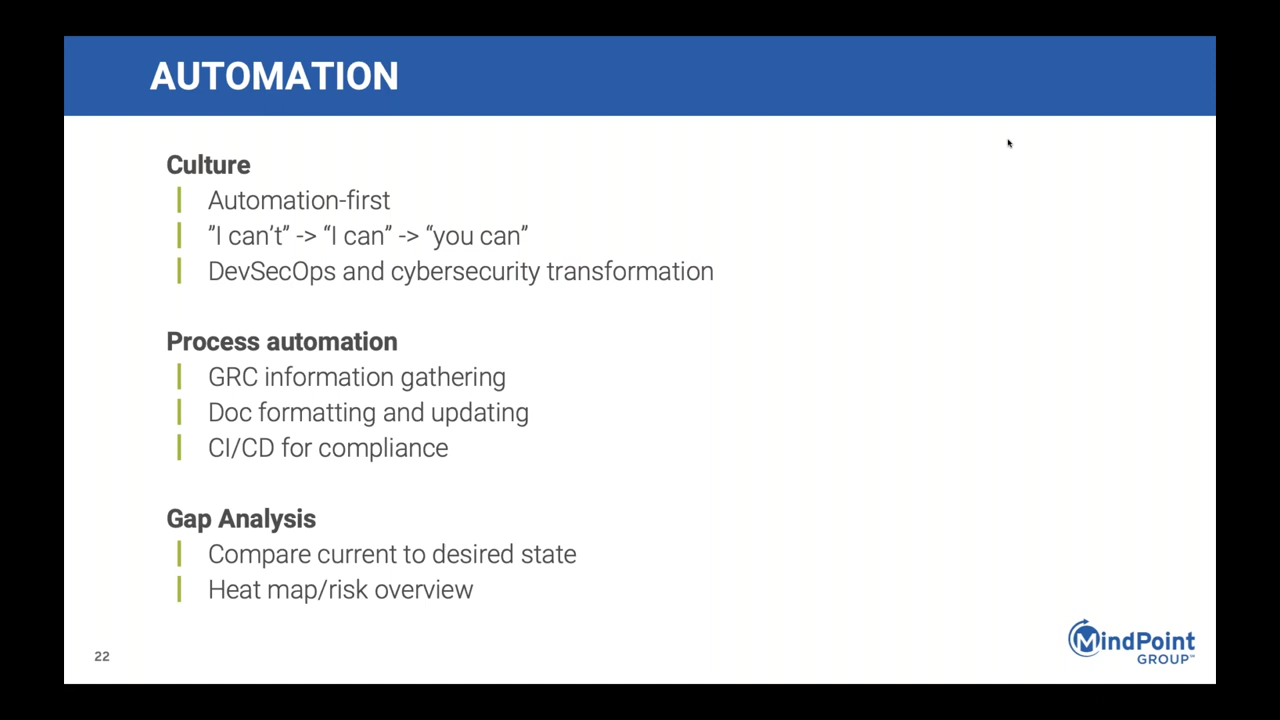 AUTOMATION
Culture
Automation-first
”I can’t” -> “I can” -> “you can”
DevSecOps and cybersecurity transformation
Process automation
GRC information gathering
Doc formatting and updating
CI/CD for compliance
Gap Analysis
Compare current to desired state
Heat map/risk overview
22
MindPoint
GROUP™